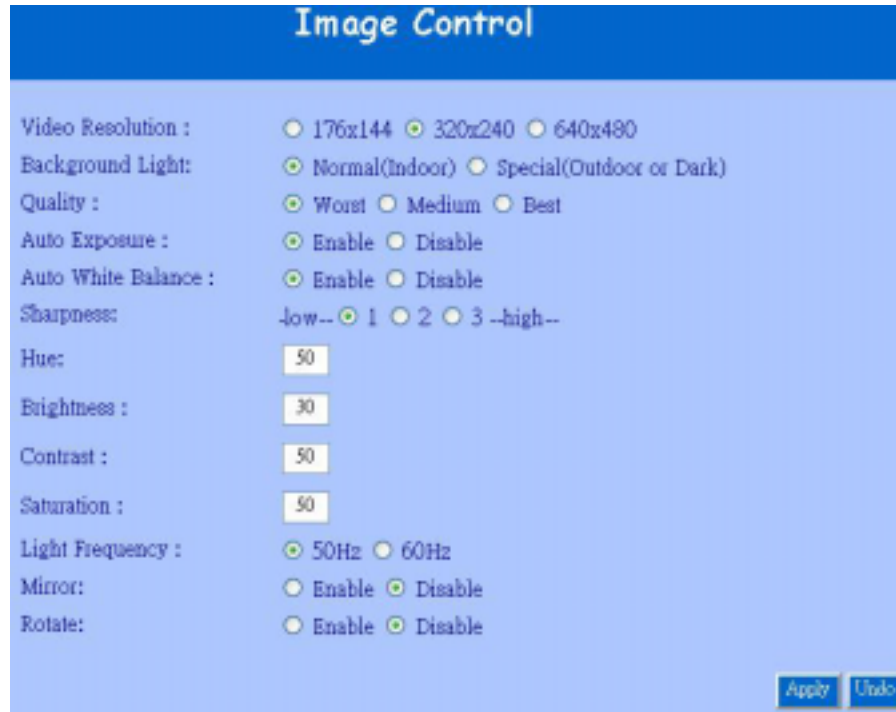 Image Control
Video Resolution : 176x144 320x240 640x480
Background Light: Normal(Indoor) Special(Outdoor or Dark)
Quality : Worst Medium Best
Auto Exposure : Enable Disable
Auto White Balance : Enable Disable
Sharpness: -low-- 1 2 3 --high--
Hue: 50
Brightness : 30
Contrast : 50
Saturation : 50
Light Frequency : 50Hz 60Hz
Mirror: Enable Disable
Rotate: Enable Disable
Apply Undo